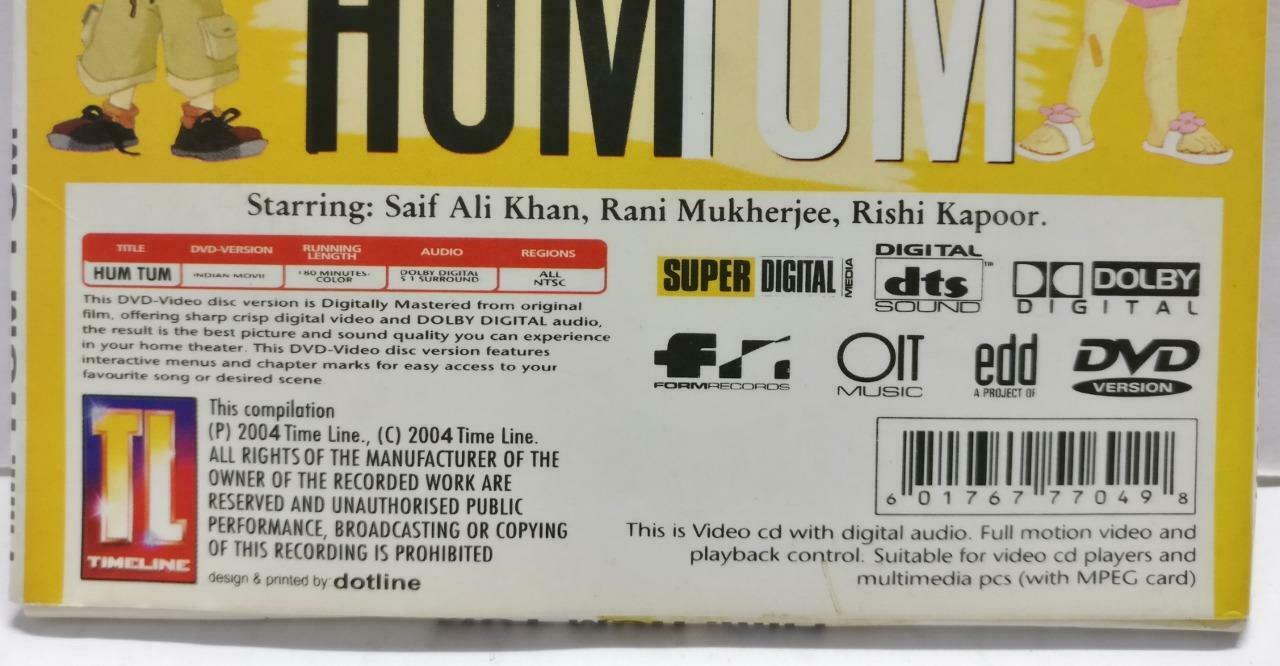 HUM TUM
Starring: Saif Ali Khan, Rani Mukherjee, Rishi Kapoor.
TITLE DVD-VERSION RUNNING LENGTH AUDIO REGIONS
HUM TUM INDIAN MOVIE 180 MINUTES. COLOR DOLBY DIGITAL 5 1 SURROUND ALL NTSC
This DVD-Video disc version is Digitally Mastered from original
film, offering sharp crisp digital video and DOLBY DIGITAL audio,
the result is the best picture and sound quality you can experience
in your home theater. This DVD-Video disc version features
interactive menus and chapter marks for easy access to your
favourite song or desired scene
SUPER DIGITAL MEDIA
DIGITAL
dts™
SOUND
DOLBY
DIGITAL
FORMRECORDS
OIT
MUSIC
edd
A PROJECT OF
DVD
VERSION
TL
TIMELINE
This compilation
(P) 2004 Time Line., (C) 2004 Time Line.
ALL RIGHTS OF THE MANUFACTURER OF THE
OWNER OF THE RECORDED WORK ARE
RESERVED AND UNAUTHORISED PUBLIC
PERFORMANCE, BROADCASTING OR COPYING
OF THIS RECORDING IS PROHIBITED
design & printed by: dotline
6 01767 77049 8
This is Video cd with digital audio. Full motion video and
playback control. Suitable for video cd players and
multimedia pcs (with MPEG card)